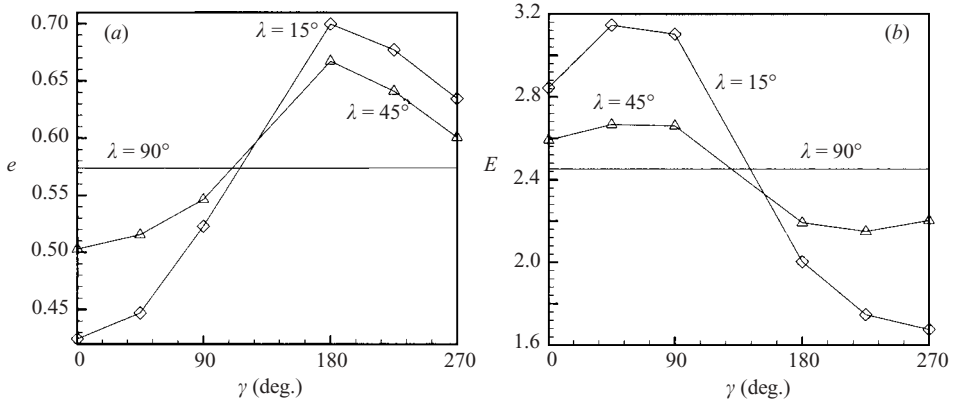 (a)
0.70
0.65
0.60
0.55
0.50
0.45
e
λ = 15°
λ = 45°
λ = 90°
0 90 180 270
γ (deg.)
(b)
3.2
2.8
2.4
2.0
1.6
E
λ = 15°
λ = 45°
λ = 90°
0 90 180 270
γ (deg.)